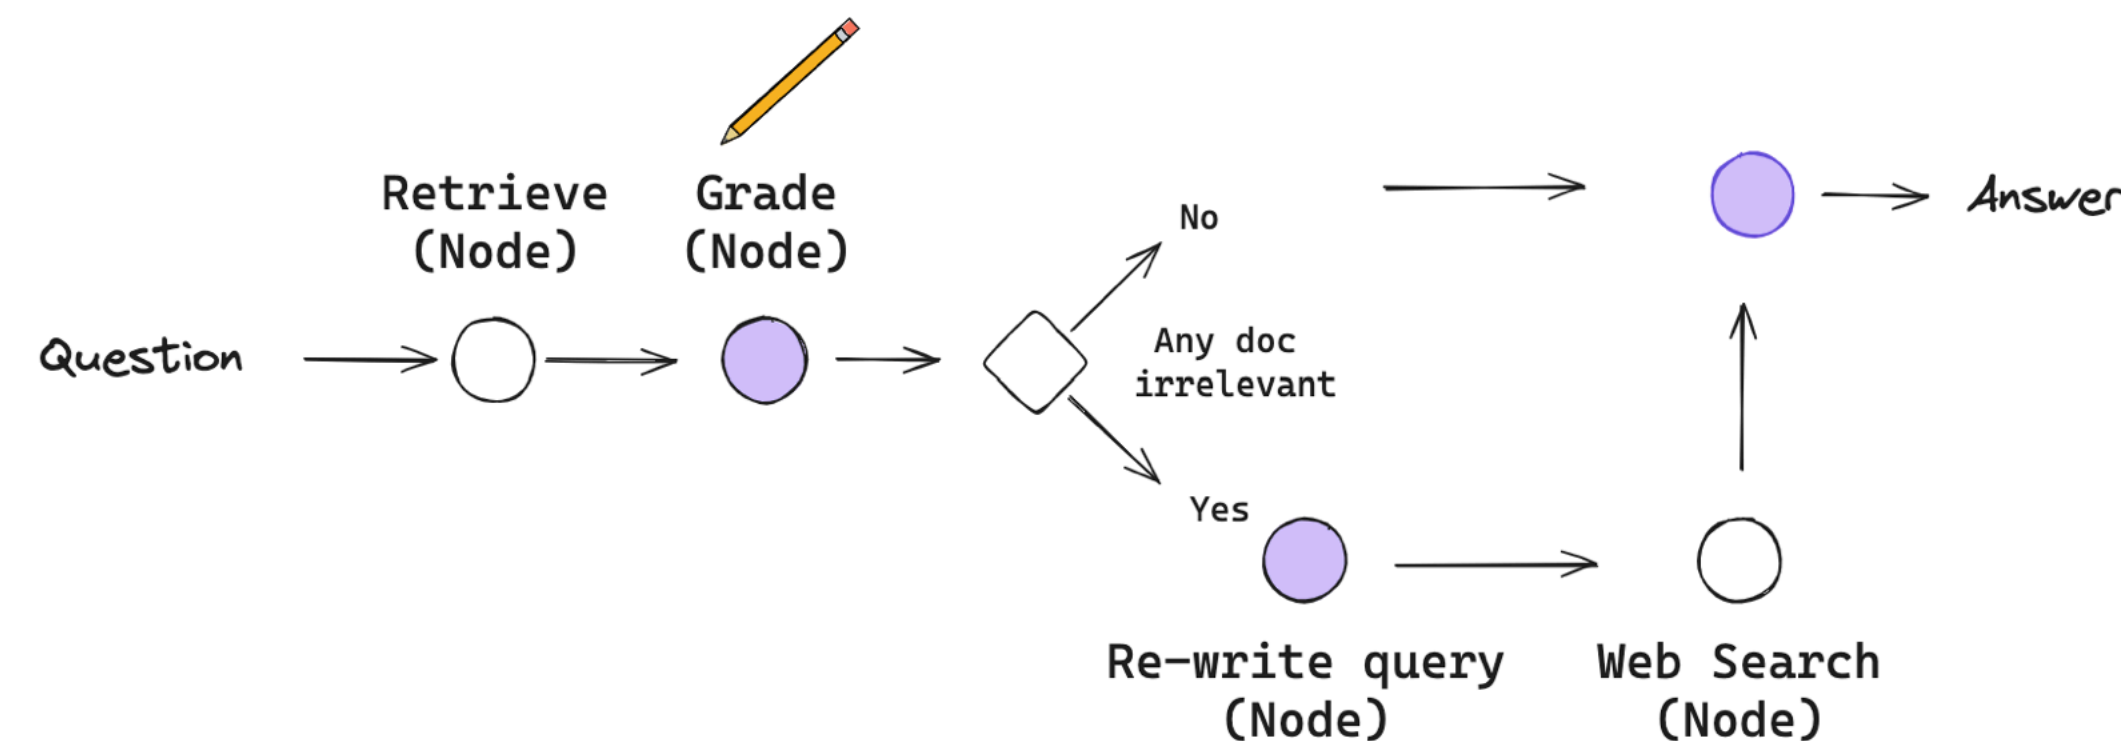 Retrieve
(Node)
Grade
(Node)
No
Answer
Question
Any doc
irrelevant
Yes
Re-write query
(Node)
Web Search
(Node)